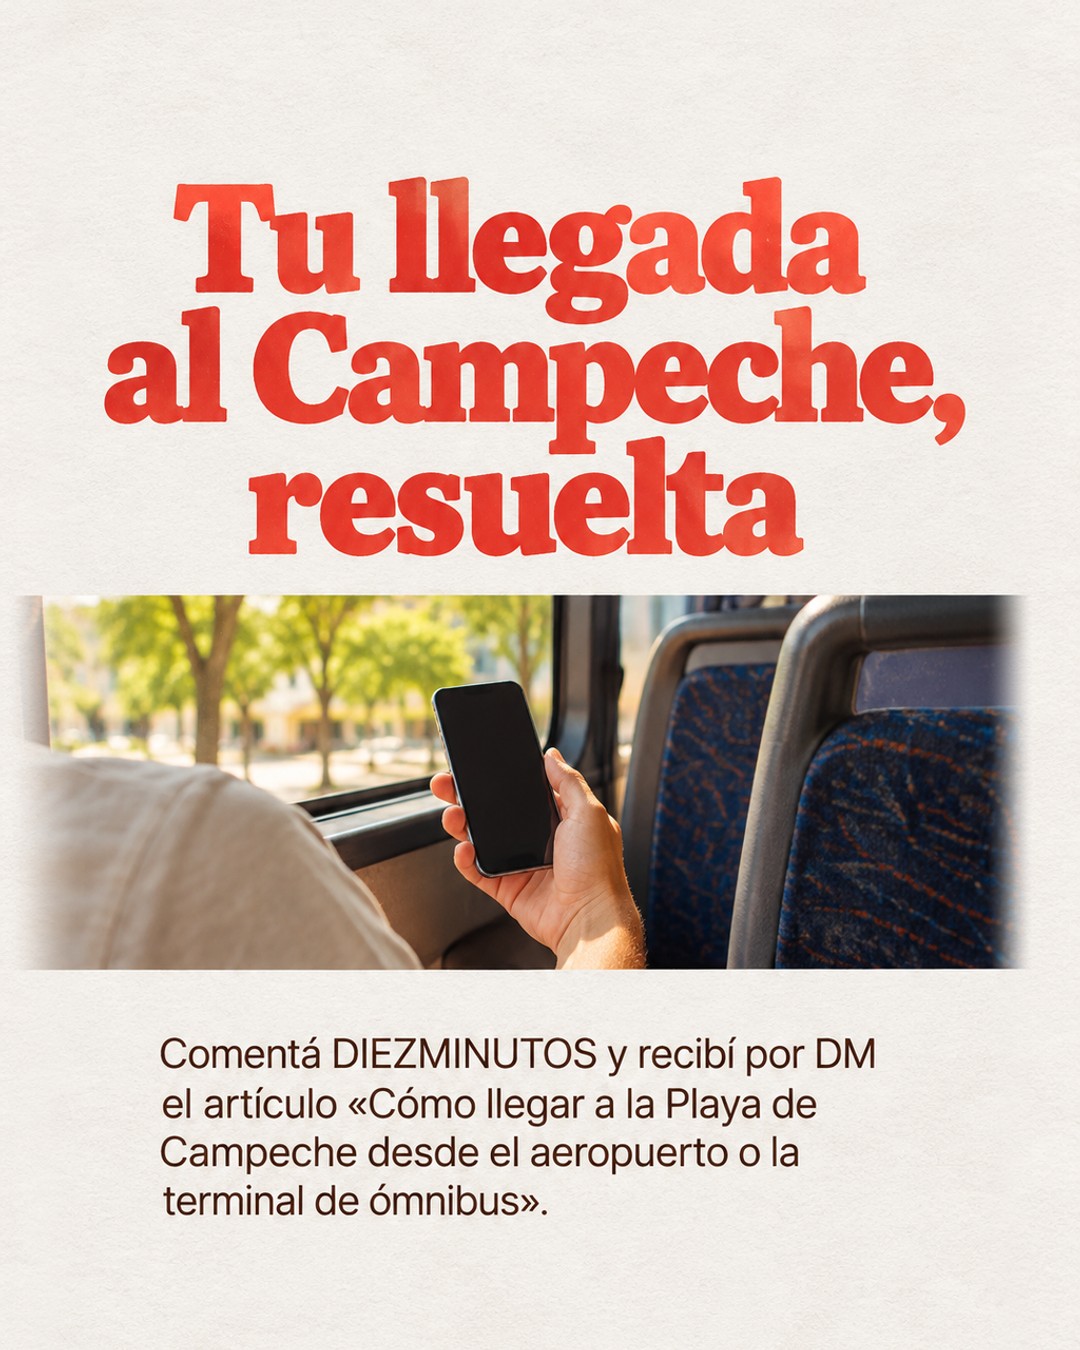 Tu llegada
al Campeche,
resuelta
Comentá DIEZMINUTOS y recibí por DM
el artículo «Cómo llegar a la Playa de
Campeche desde el aeropuerto o la
terminal de ómnibus».